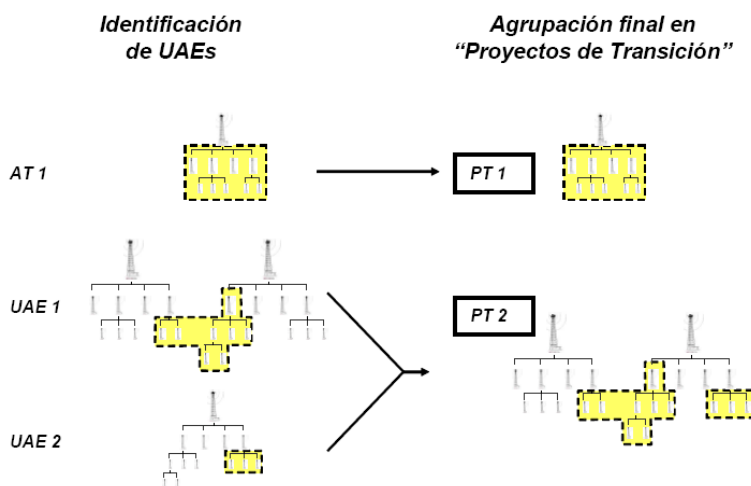 Identificación
de UAEs
Agrupación final en
“Proyectos de Transición”
AT 1
PT 1
UAE 1
PT 2
UAE 2